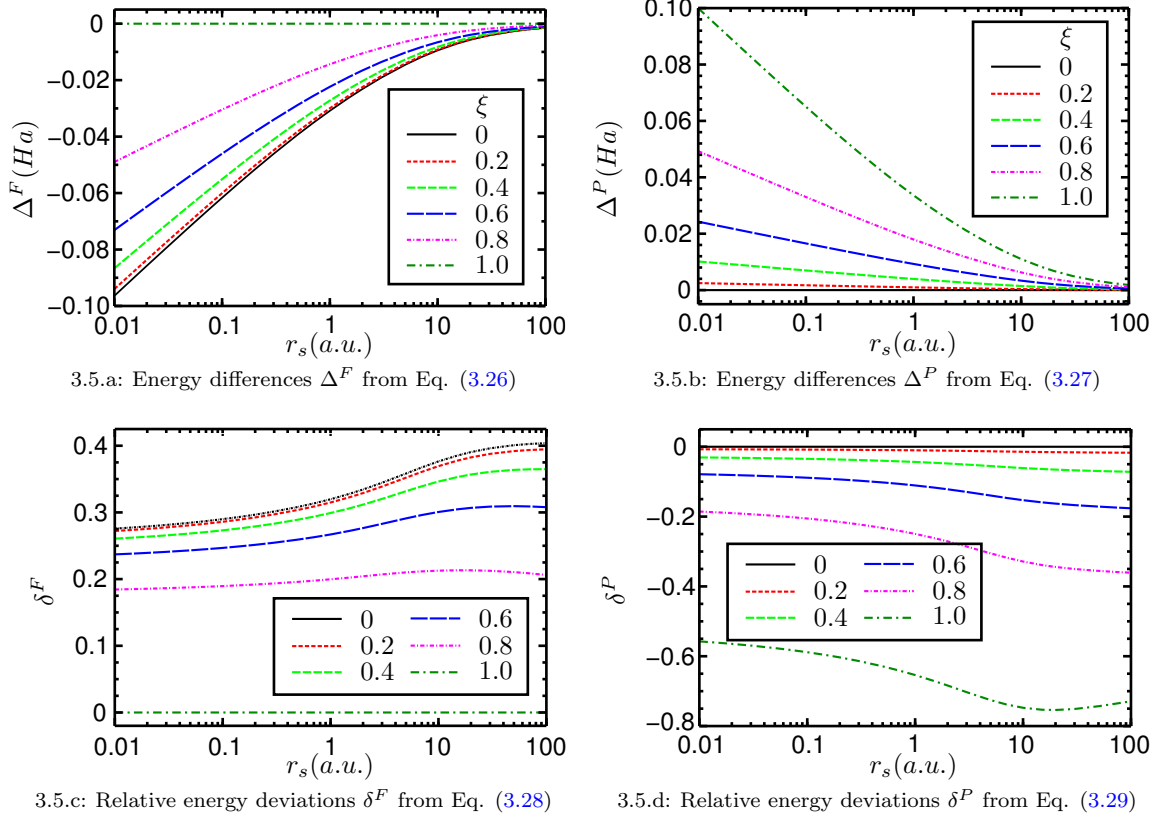 0
−0.02
−0.04
−0.06
−0.08
−0.10
Δ^F (Ha)
ξ
0
0.2
0.4
0.6
0.8
1.0
0.01 0.1 1 10 100
r_s(a.u.)
3.5.a: Energy differences Δ^F from Eq. (3.26)
0.10
0.08
0.06
0.04
0.02
0
Δ^P (Ha)
ξ
0
0.2
0.4
0.6
0.8
1.0
0.01 0.1 1 10 100
r_s(a.u.)
3.5.b: Energy differences Δ^P from Eq. (3.27)
0.4
0.3
0.2
0.1
0
δ^F
0 0.6
0.2 0.8
0.4 1.0
0.01 0.1 1 10 100
r_s(a.u.)
3.5.c: Relative energy deviations δ^F from Eq. (3.28)
0
−0.2
−0.4
−0.6
−0.8
δ^P
0 0.6
0.2 0.8
0.4 1.0
0.01 0.1 1 10 100
r_s(a.u.)
3.5.d: Relative energy deviations δ^P from Eq. (3.29)